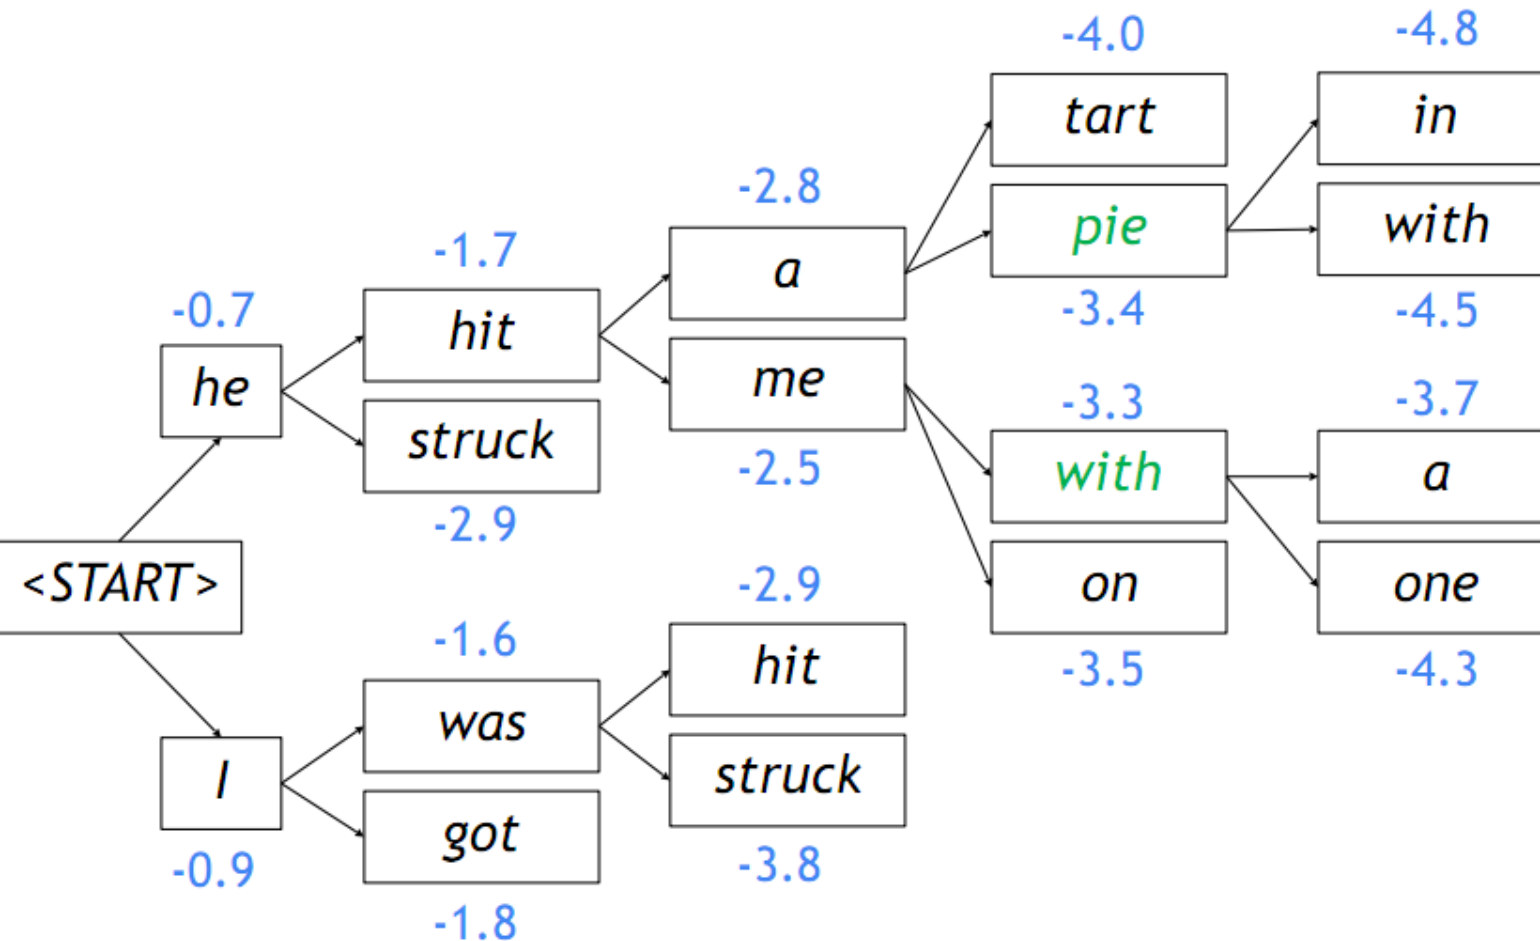 -4.0
-4.8
tart
in
-2.8
pie
with
-1.7
a
-3.4
-4.5
-0.7
hit
me
-3.3
-3.7
he
struck
-2.5
with
a
-2.9
<START>
-2.9
on
one
-1.6
hit
-3.5
-4.3
was
struck
I
got
-3.8
-0.9
-1.8